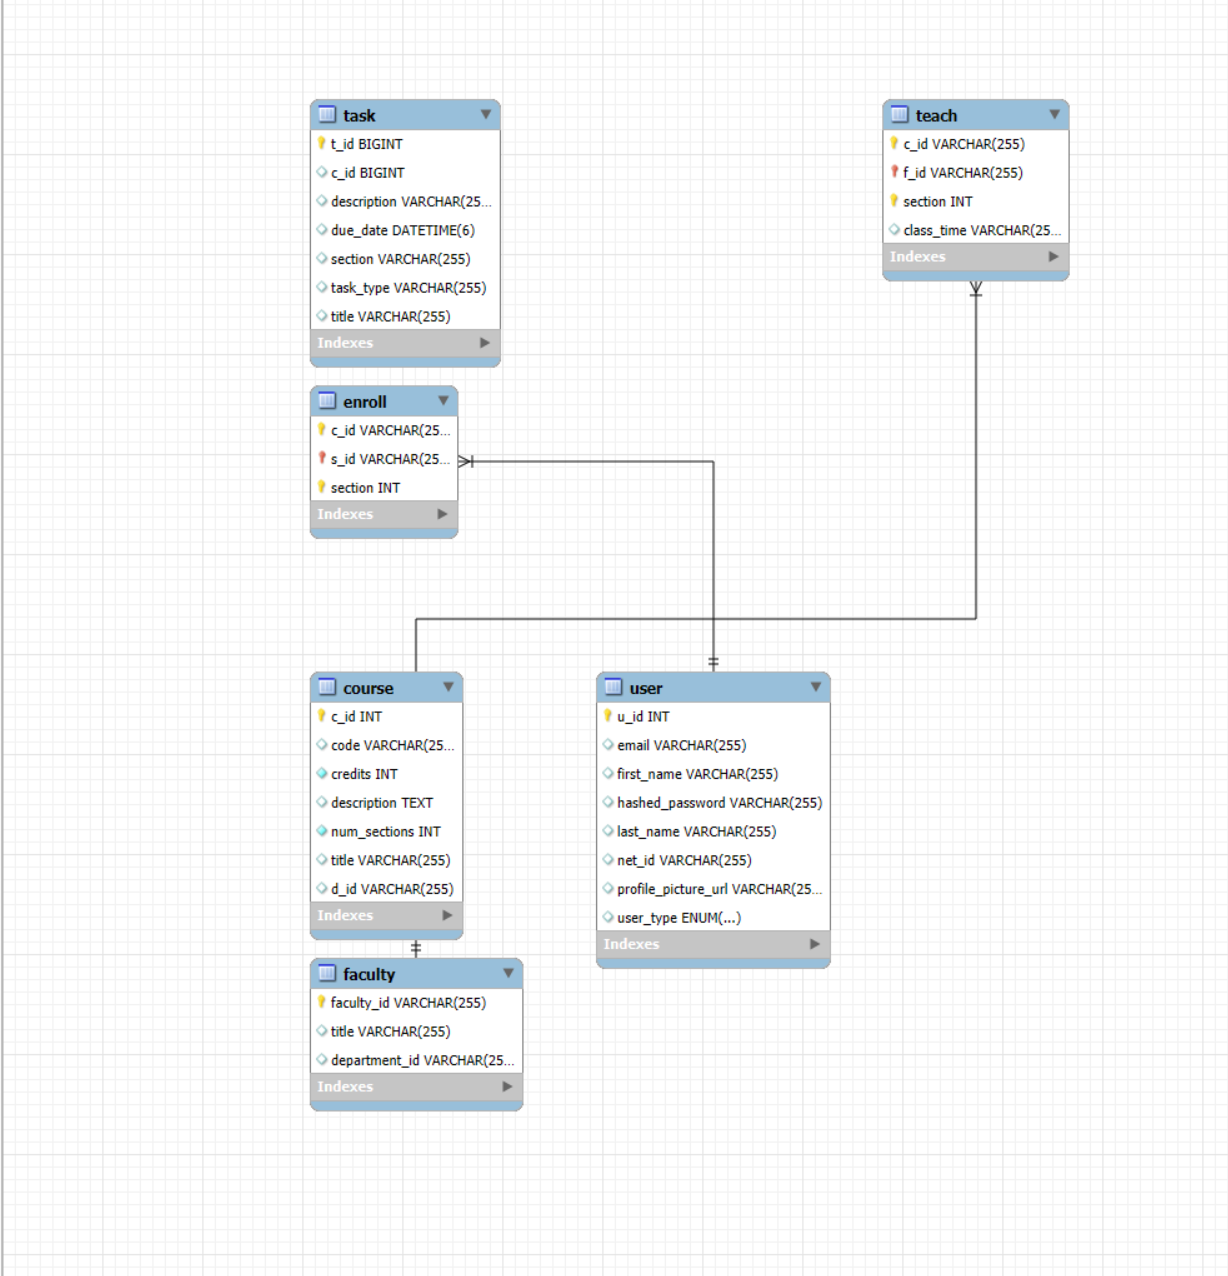 task
t_id BIGINT
c_id BIGINT
description VARCHAR(25...
due_date DATETIME(6)
section VARCHAR(255)
task_type VARCHAR(255)
title VARCHAR(255)
Indexes
teach
c_id VARCHAR(255)
f_id VARCHAR(255)
section INT
class_time VARCHAR(25...
Indexes
enroll
c_id VARCHAR(25...
s_id VARCHAR(25...
section INT
Indexes
course
c_id INT
code VARCHAR(25...
credits INT
description TEXT
num_sections INT
title VARCHAR(255)
d_id VARCHAR(255)
Indexes
user
u_id INT
email VARCHAR(255)
first_name VARCHAR(255)
hashed_password VARCHAR(255)
last_name VARCHAR(255)
net_id VARCHAR(255)
profile_picture_url VARCHAR(25...
user_type ENUM(...)
Indexes
faculty
faculty_id VARCHAR(255)
title VARCHAR(255)
department_id VARCHAR(25...
Indexes